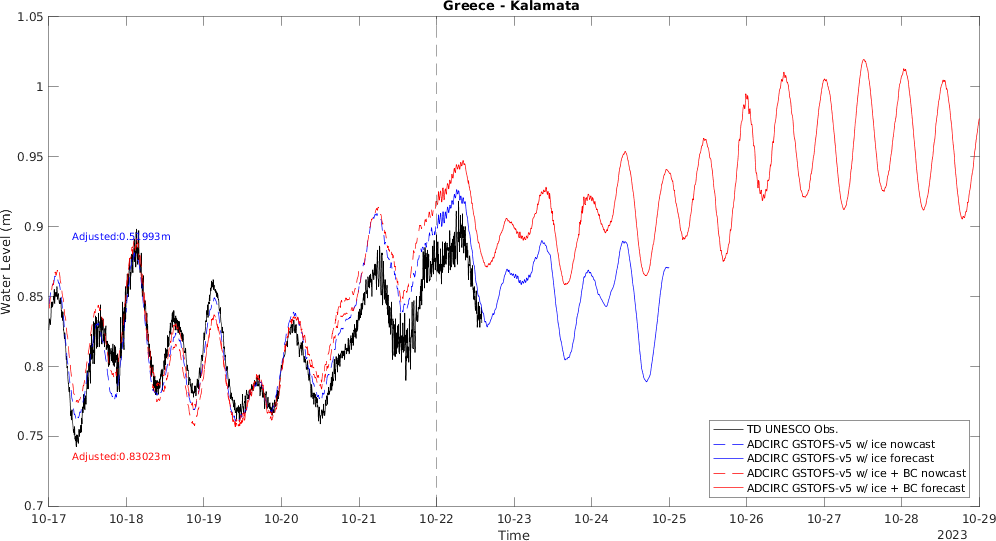 Greece - Kalamata
Water Level (m)
1.05
1
0.95
0.9
0.85
0.8
0.75
0.7
Adjusted:0.51993m
Adjusted:0.83023m
TD UNESCO Obs.
ADCIRC GSTOFS-v5 w/ ice nowcast
ADCIRC GSTOFS-v5 w/ ice forecast
ADCIRC GSTOFS-v5 w/ ice + BC nowcast
ADCIRC GSTOFS-v5 w/ ice + BC forecast
10-17 10-18 10-19 10-20 10-21 10-22 10-23 10-24 10-25 10-26 10-27 10-28 10-29
Time
2023